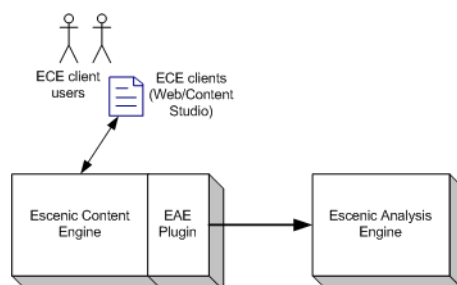 ECE client
users
ECE clients
(Web/Content
Studio)
Escenic Content
Engine
EAE
Plugin
Escenic Analysis
Engine